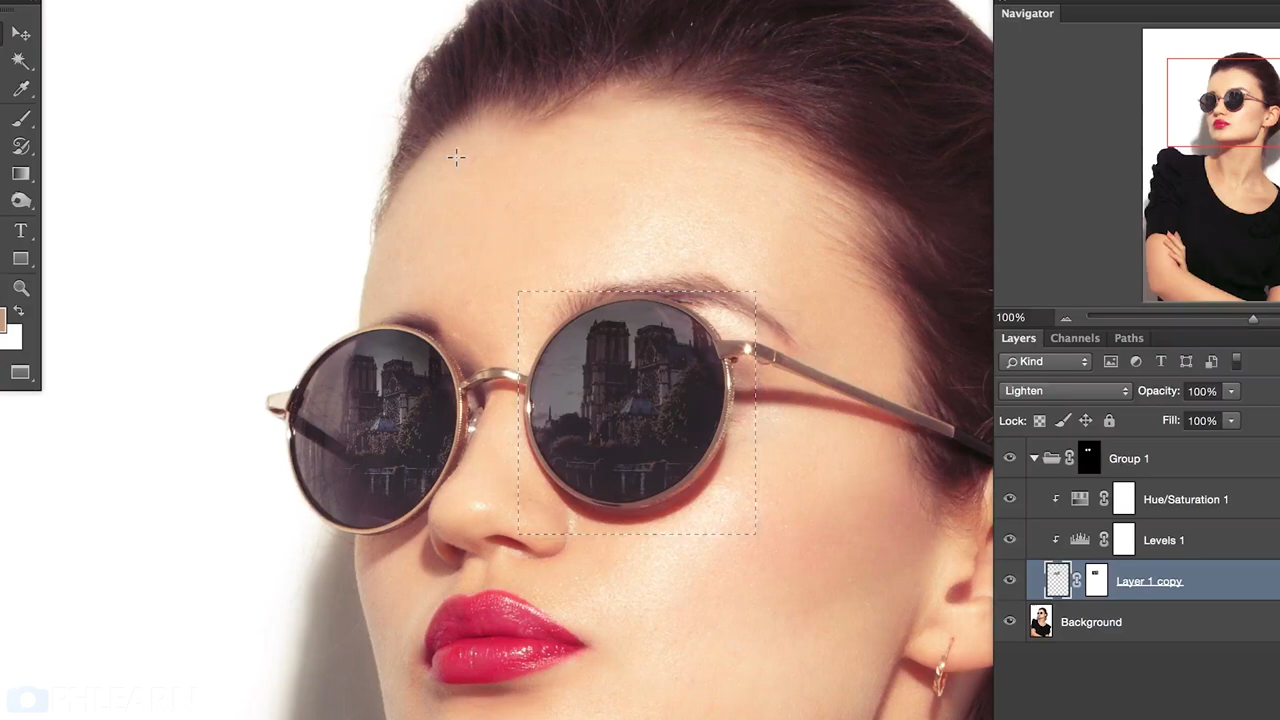 Navigator
100%
Layers
Channels
Paths
Kind
T
Lighten
Opacity: 100%
Lock:
Fill: 100%
Group 1
Hue/Saturation 1
Levels 1
Layer 1 copy
Background
T
PHLEARN